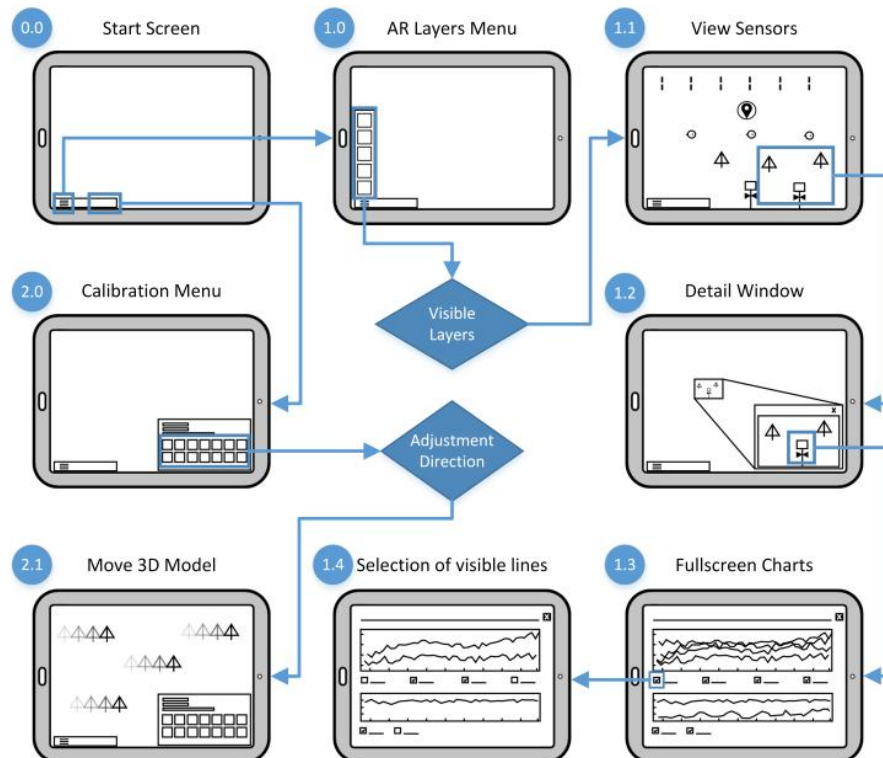 0.0 Start Screen
1.0 AR Layers Menu
1.1 View Sensors
2.0 Calibration Menu
Visible
Layers
1.2 Detail Window
x
Adjustment
Direction
2.1 Move 3D Model
1.4 Selection of visible lines
1.3 Fullscreen Charts
X
X